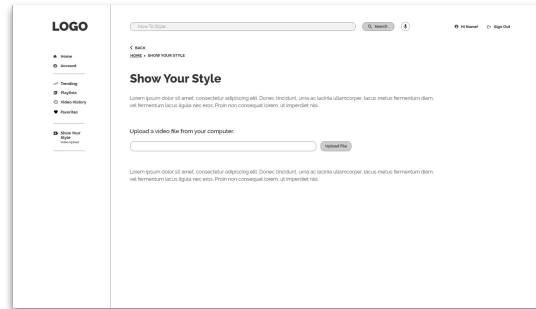 LOGO
How To Style
Search
Hi Name!
Sign Out
Home
Account
Trending
Playlists
Video History
Favorites
Show Your
Style
Video Upload
BACK
HOME > SHOW YOUR STYLE
Show Your Style
Lorem ipsum dolor sit amet, consectetur adipiscing elit. Donec tincidunt, urna ac lacinia ullamcorper, lacus metus fermentum diam,
vel fermentum lacus ligula nec eros. Proin non consequat lorem, ut imperdiet nisi.
Upload a video file from your computer:
Upload File
Lorem ipsum dolor sit amet, consectetur adipiscing elit. Donec tincidunt, urna ac lacinia ullamcorper, lacus metus fermentum diam,
vel fermentum lacus ligula nec eros. Proin non consequat lorem, ut imperdiet nisi.